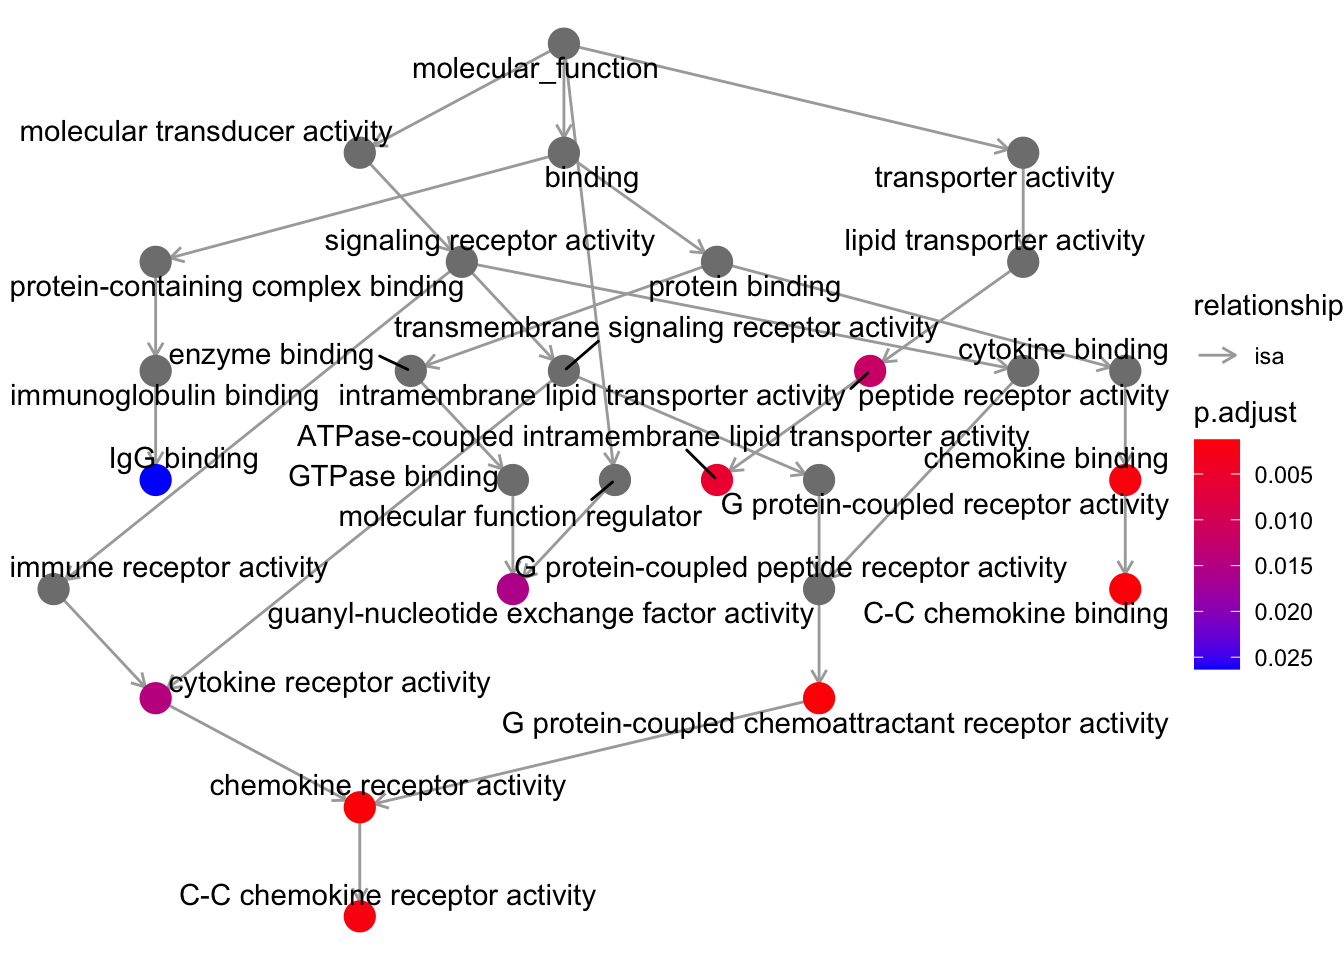 molecular_function
molecular transducer activity
binding
transporter activity
signaling receptor activity
lipid transporter activity
protein-containing complex binding
protein binding
transmembrane signaling receptor activity
enzyme binding
cytokine binding
immunoglobulin binding
intramembrane lipid transporter activity
peptide receptor activity
ATPase-coupled intramembrane lipid transporter activity
IgG binding
chemokine binding
GTPase binding
G protein-coupled receptor activity
molecular function regulator
immune receptor activity
G protein-coupled peptide receptor activity
guanyl-nucleotide exchange factor activity
C-C chemokine binding
cytokine receptor activity
G protein-coupled chemoattractant receptor activity
chemokine receptor activity
C-C chemokine receptor activity
relationship
isa
p.adjust
0.005
0.010
0.015
0.020
0.025